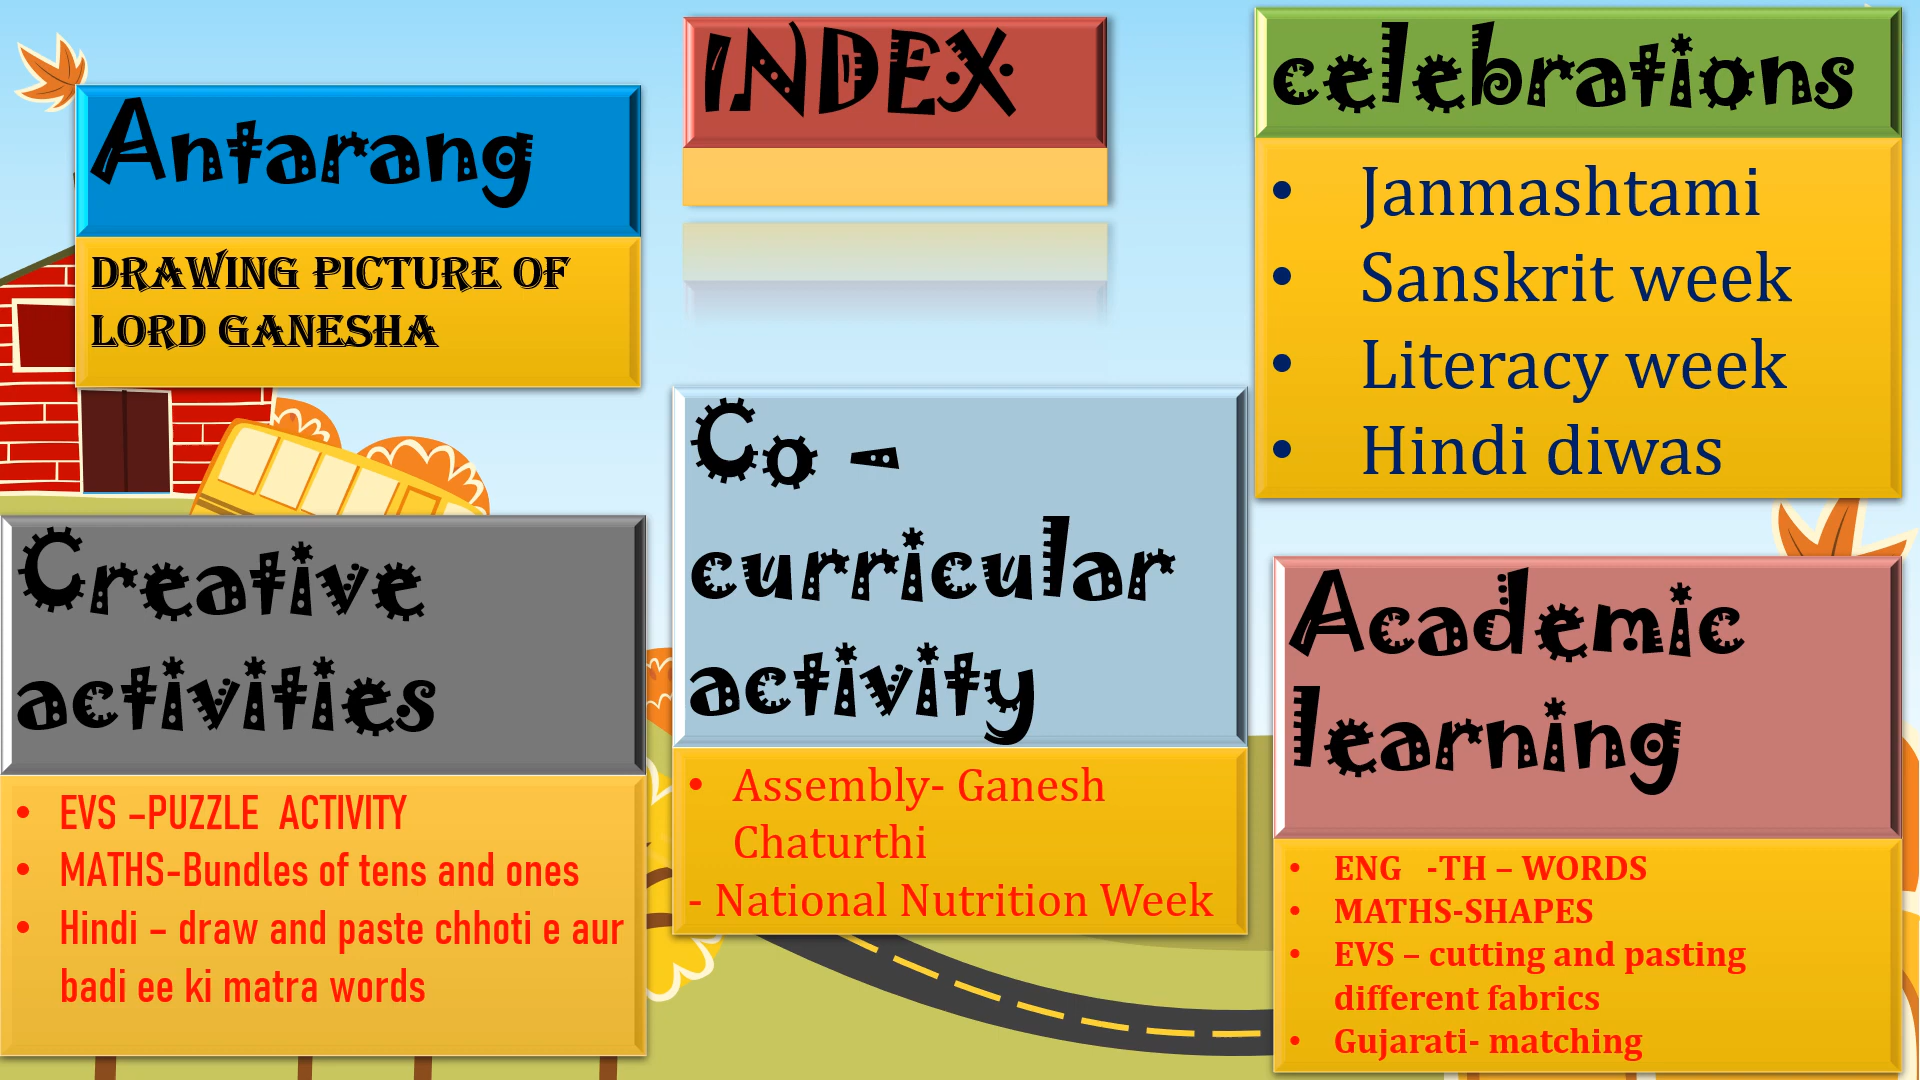 INDEX
Antarang
DRAWING PICTURE OF
LORD GANESHA
celebrations
• Janmashtami
• Sanskrit week
• Literacy week
• Hindi diwas
Creative
activities
• EVS –PUZZLE ACTIVITY
• MATHS-Bundles of tens and ones
• Hindi – draw and paste chhoti e aur
badi ee ki matra words
Co –
curricular
activity
• Assembly- Ganesh
Chaturthi
- National Nutrition Week
Academic
learning
• ENG -TH – WORDS
• MATHS-SHAPES
• EVS – cutting and pasting
different fabrics
• Gujarati- matching